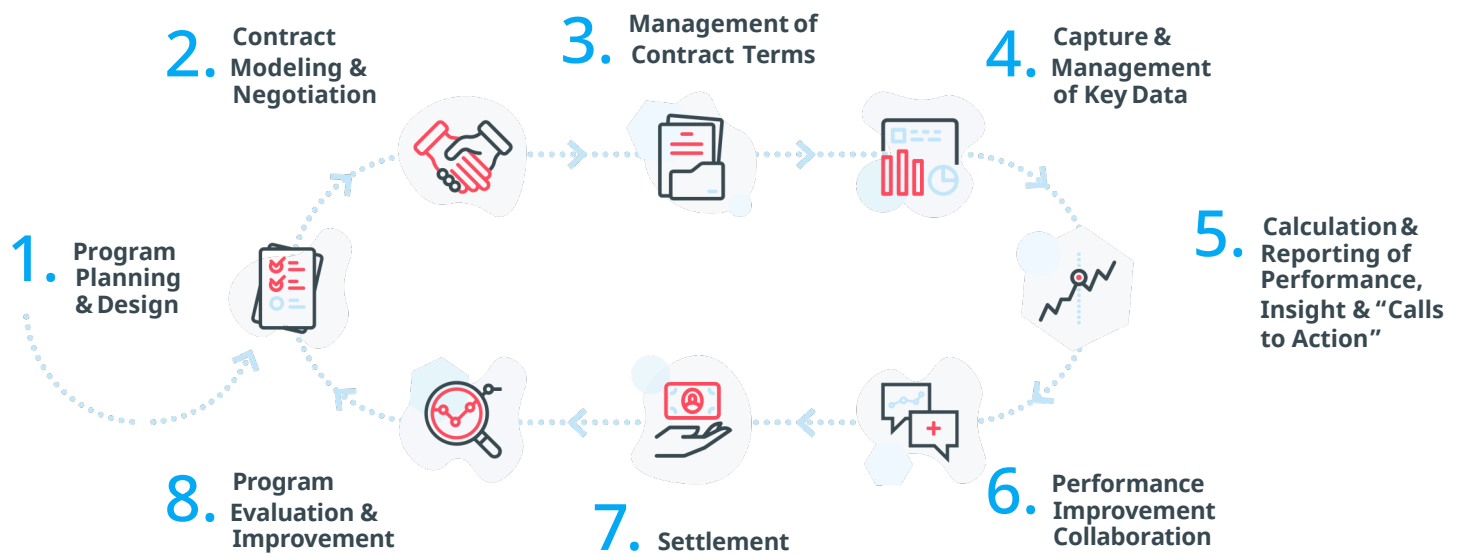 1.
Program
Planning
& Design
2.
Contract
Modeling &
Negotiation
3.
Management of
Contract Terms
4.
Capture &
Management
of Key Data
5.
Calculation &
Reporting of
Performance,
Insight & “Calls
to Action”
6.
Performance
Improvement
Collaboration
7.
Settlement
8.
Program
Evaluation &
Improvement